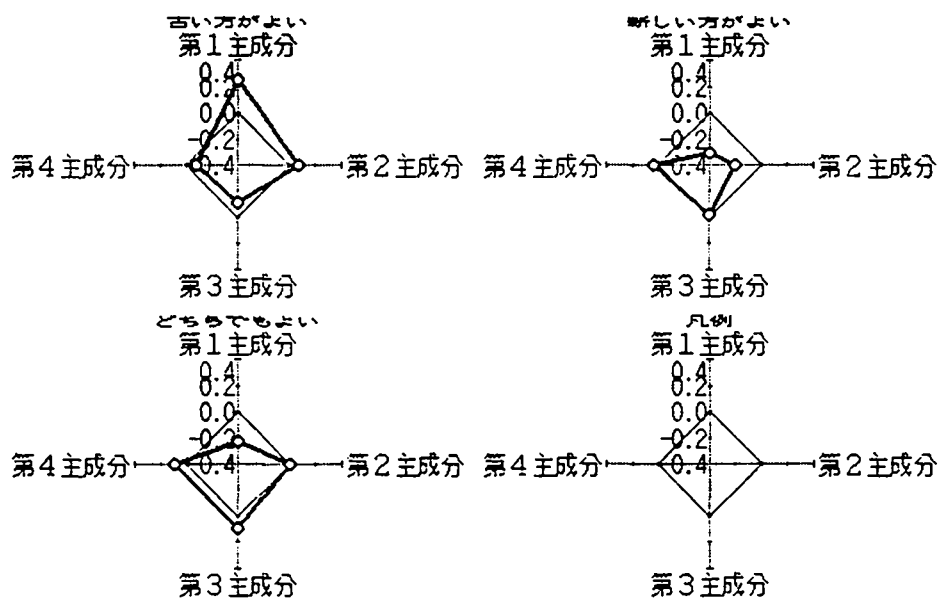 古い方がよい
第1主成分
0.4
0.2
0.0
-0.2
-0.4
第4主成分
第2主成分
第3主成分
新しい方がよい
第1主成分
0.4
0.2
0.0
-0.2
-0.4
第4主成分
第2主成分
第3主成分
どちらでもよい
第1主成分
0.4
0.2
0.0
-0.2
-0.4
第4主成分
第2主成分
第3主成分
凡例
第1主成分
0.4
0.2
0.0
-0.2
-0.4
第4主成分
第2主成分
第3主成分